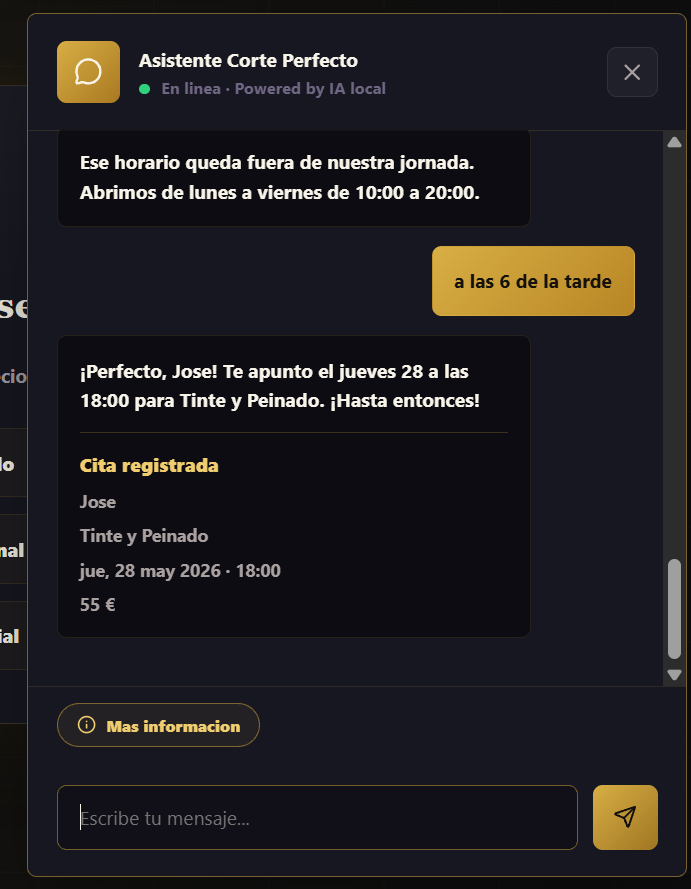 Asistente Corte Perfecto
En linea · Powered by IA local
Ese horario queda fuera de nuestra jornada.
Abrimos de lunes a viernes de 10:00 a 20:00.
a las 6 de la tarde
¡Perfecto, Jose! Te apunto el jueves 28 a las
18:00 para Tinte y Peinado. ¡Hasta entonces!
Cita registrada
Jose
Tinte y Peinado
jue, 28 may 2026 · 18:00
55 €
Mas informacion
Escribe tu mensaje...